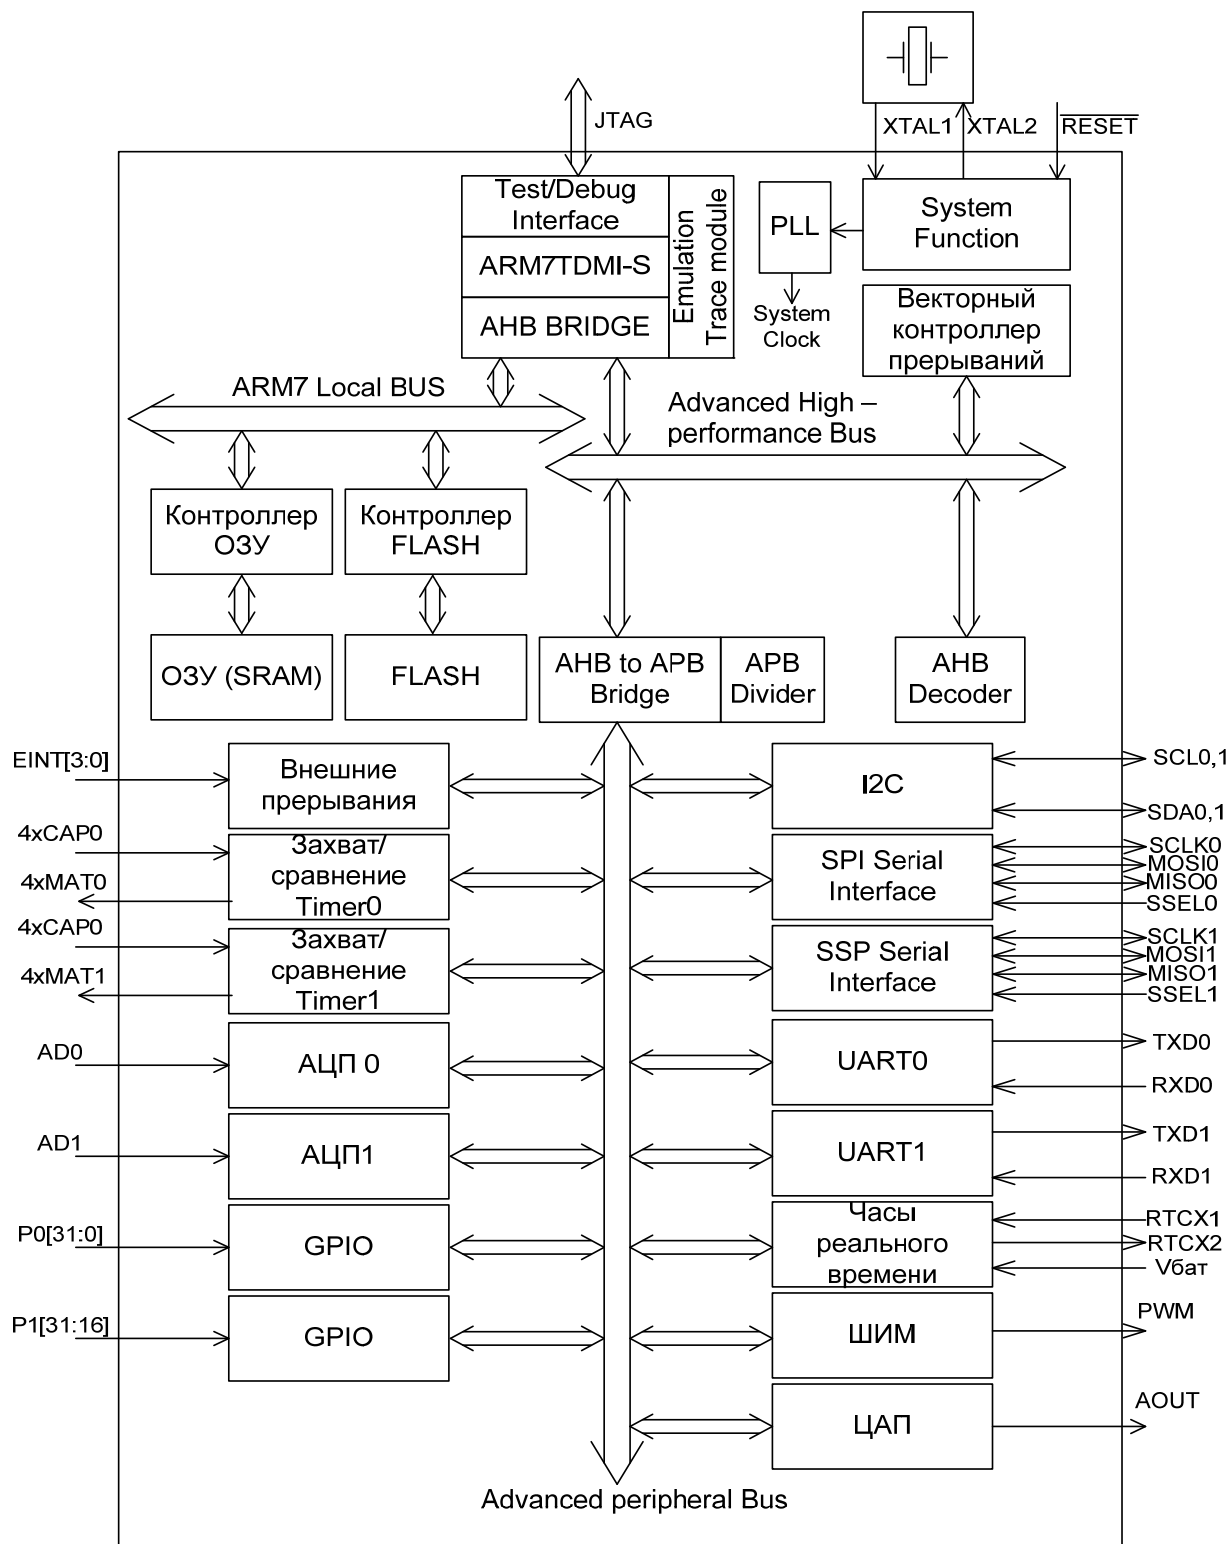 JTAG
XTAL1
XTAL2
RESET
Test/Debug
Interface
ARM7TDMI-S
AHB BRIDGE
Emulation
Trace module
PLL
System
Function
System
Clock
Векторный
контроллер
прерываний
ARM7 Local BUS
Advanced High –
performance Bus
Контроллер
ОЗУ
Контроллер
FLASH
ОЗУ (SRAM)
FLASH
AHB to APB
Bridge
APB
Divider
AHB
Decoder
EINT[3:0]
Внешние
прерывания
I2C
SCL0,1
SDA0,1
4xCAP0
4xMAT0
Захват/
сравнение
Timer0
SPI Serial
Interface
SCLK0
MOSI0
MISO0
SSEL0
4xCAP0
4xMAT1
Захват/
сравнение
Timer1
SSP Serial
Interface
SCLK1
MOSI1
MISO1
SSEL1
AD0
АЦП 0
UART0
TXD0
RXD0
AD1
АЦП1
UART1
TXD1
RXD1
P0[31:0]
GPIO
Часы
реального
времени
RTCX1
RTCX2
Vбат
P1[31:16]
GPIO
ШИМ
PWM
ЦАП
AOUT
Advanced peripheral Bus